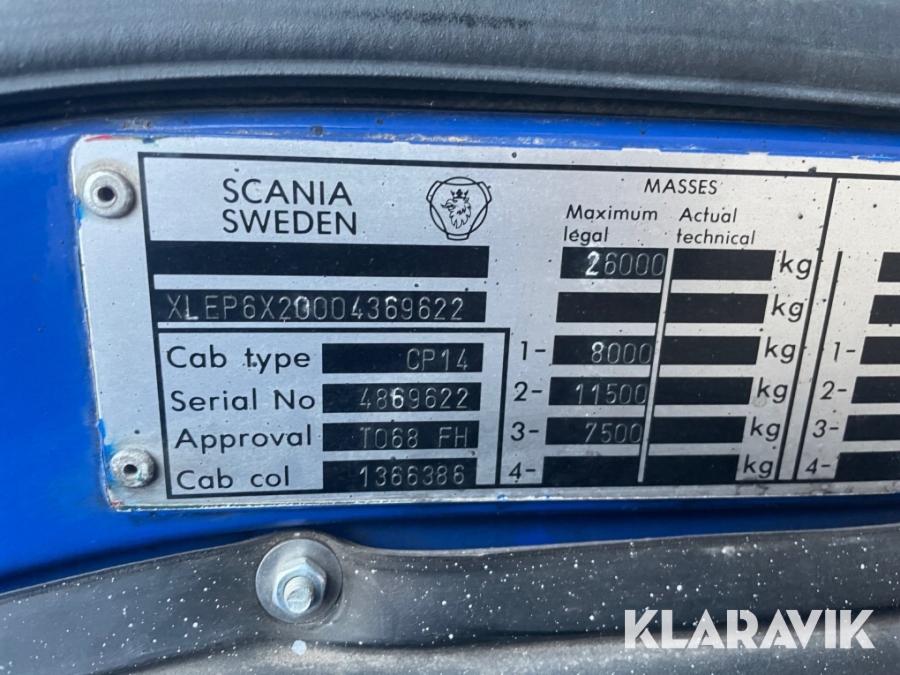 SCANIA
SWEDEN
XLEP6X20004369622
Cab type CP14
Serial No 4869622
Approval T068 FH
Cab col 1366386
MASSES
Maximum legal
Actual technical
26000 kg
kg
1- 8000 kg
2- 11500 kg
3- 7500 kg
4- kg
1-
2-
3-
4-
KLARAVIK